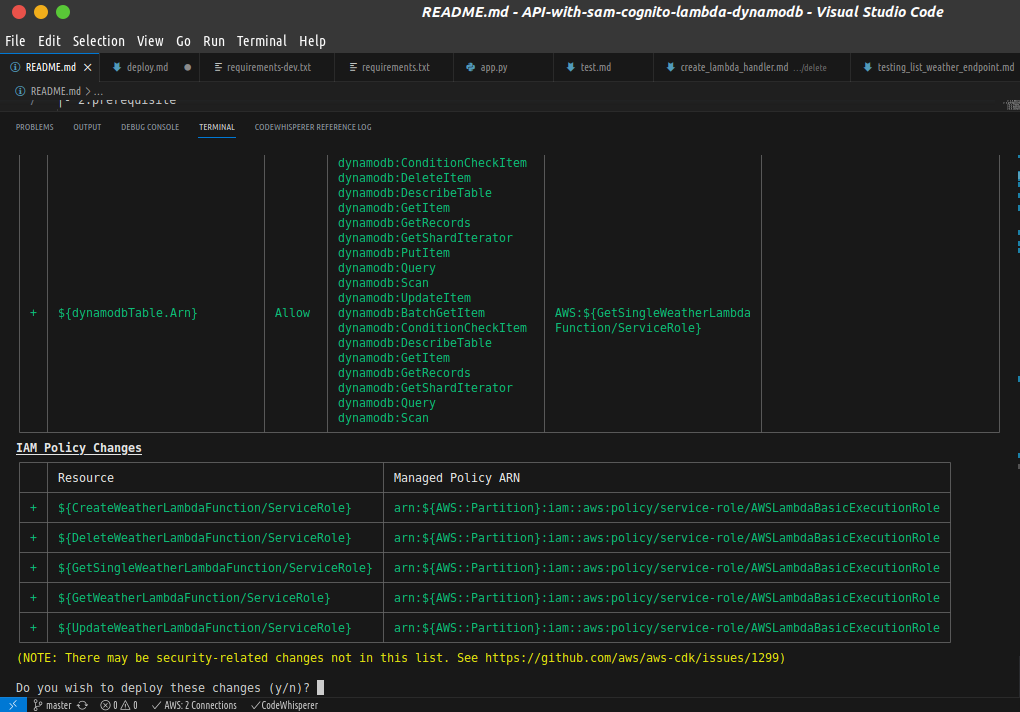 README.md - API-with-sam-cognito-lambda-dynamodb - Visual Studio Code
File Edit Selection View Go Run Terminal Help
README.md deploy.md requirements-dev.txt requirements.txt app.py test.md create_lambda_handler.md .../delete testing_list_weather_endpoint.md
README.md > ...
7 |- 2.prerequisite
PROBLEMS OUTPUT DEBUG CONSOLE TERMINAL CODEWHISPERER REFERENCE LOG
dynamodb:ConditionCheckItem
dynamodb:DeleteItem
dynamodb:DescribeTable
dynamodb:GetItem
dynamodb:GetRecords
dynamodb:GetShardIterator
dynamodb:PutItem
dynamodb:Query
dynamodb:Scan
dynamodb:UpdateItem
+ ${dynamodbTable.Arn} Allow dynamodb:BatchGetItem AWS:${GetSingleWeatherLambda
dynamodb:ConditionCheckItem Function/ServiceRole}
dynamodb:DescribeTable
dynamodb:GetItem
dynamodb:GetRecords
dynamodb:GetShardIterator
dynamodb:Query
dynamodb:Scan
IAM Policy Changes
Resource Managed Policy ARN
+ ${CreateWeatherLambdaFunction/ServiceRole} arn:${AWS::Partition}:iam::aws:policy/service-role/AWSLambdaBasicExecutionRole
+ ${DeleteWeatherLambdaFunction/ServiceRole} arn:${AWS::Partition}:iam::aws:policy/service-role/AWSLambdaBasicExecutionRole
+ ${GetSingleWeatherLambdaFunction/ServiceRole} arn:${AWS::Partition}:iam::aws:policy/service-role/AWSLambdaBasicExecutionRole
+ ${GetWeatherLambdaFunction/ServiceRole} arn:${AWS::Partition}:iam::aws:policy/service-role/AWSLambdaBasicExecutionRole
+ ${UpdateWeatherLambdaFunction/ServiceRole} arn:${AWS::Partition}:iam::aws:policy/service-role/AWSLambdaBasicExecutionRole
(NOTE: There may be security-related changes not in this list. See https://github.com/aws/aws-cdk/issues/1299)
Do you wish to deploy these changes (y/n)?
master 0 0 AWS: 2 Connections CodeWhisperer